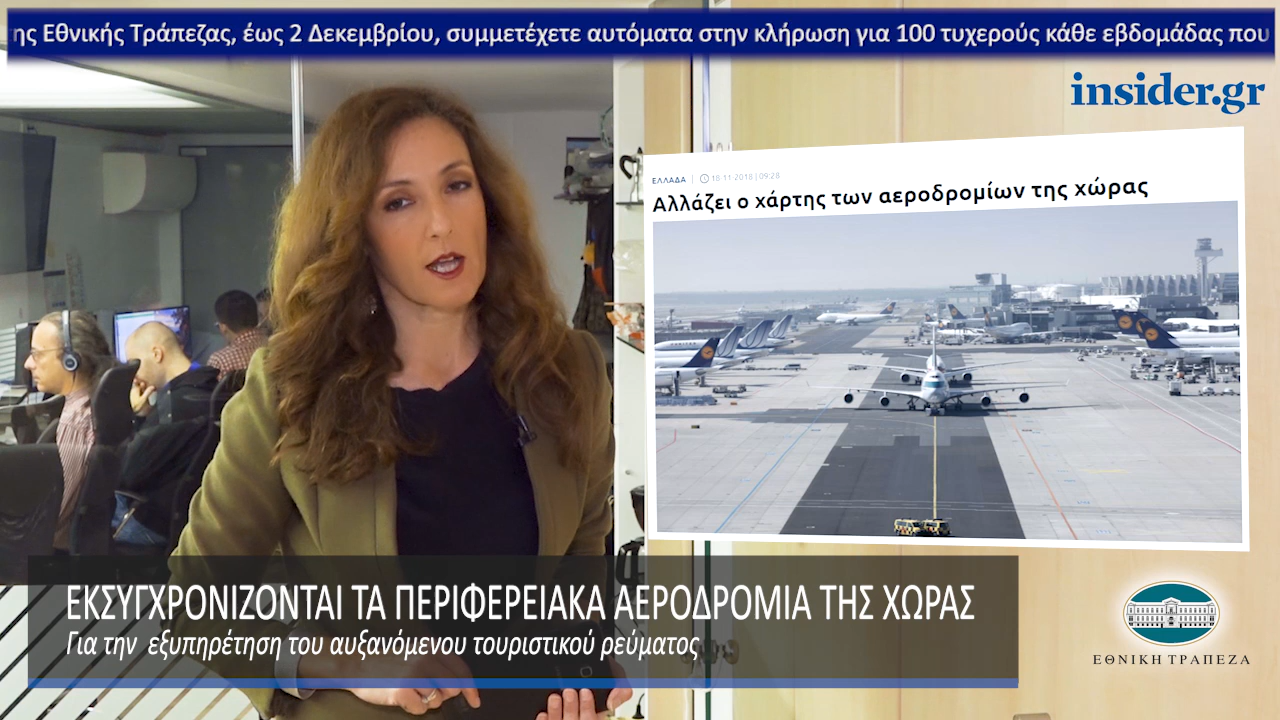 της Εθνικής Τράπεζας, έως 2 Δεκεμβρίου, συμμετέχετε αυτόματα στην κλήρωση για 100 τυχερούς κάθε εβδομάδας που
insider.gr
ΕΛΛΑΔΑ | 18-11-2018 | 09:28
Αλλάζει ο χάρτης των αεροδρομίων της χώρας
ΕΚΣΥΓΧΡΟΝΙΖΟΝΤΑΙ ΤΑ ΠΕΡΙΦΕΡΕΙΑΚΑ ΑΕΡΟΔΡΟΜΙΑ ΤΗΣ ΧΩΡΑΣ
Για την εξυπηρέτηση του αυξανόμενου τουριστικού ρεύματος
ΕΘΝΙΚΗ ΤΡΑΠΕΖΑ